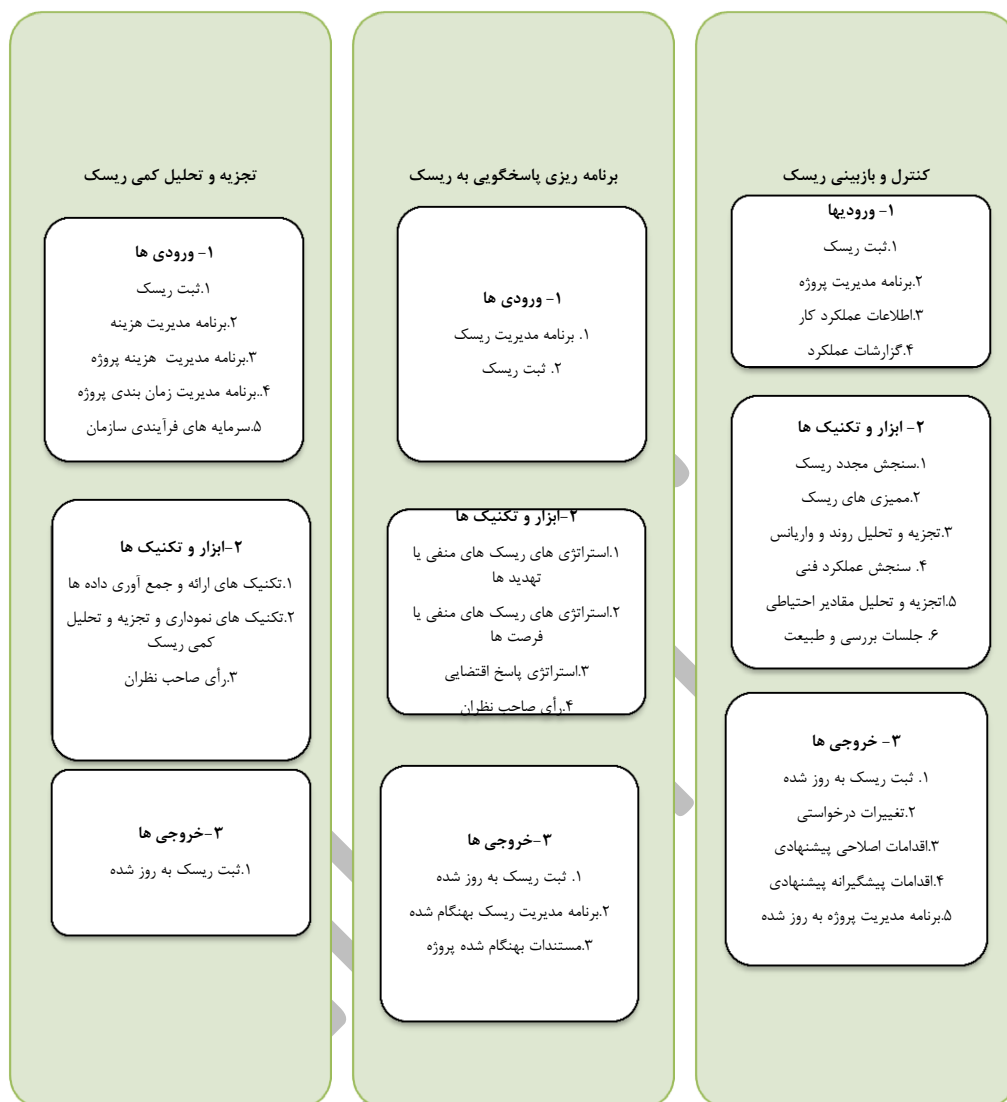 کنترل و بازبینی ریسک
۱- ورودیها
۱.ثبت ریسک
۲.برنامه مدیریت پروژه
۳.اطلاعات عملکرد کار
۴.گزارشات عملکرد
۲- ابزار و تکنیک ها
۱.سنجش مجدد ریسک
۲.ممیزی های ریسک
۳.تجزیه و تحلیل روند و واریانس
۴. سنجش عملکرد فنی
۵.اتجزیه و تحلیل مقادیر احتیاطی
۶. جلسات بررسی و طبیعت
۳- خروجی ها
۱. ثبت ریسک به روز شده
۲.تغییرات درخواستی
۳.اقدامات اصلاحی پیشنهادی
۴.اقدامات پیشگیرانه پیشنهادی
۵.برنامه مدیریت پروژه به روز شده
برنامه ریزی پاسخگویی به ریسک
۱- ورودی ها
۱. برنامه مدیریت ریسک
۲. ثبت ریسک
۲-ابزار و تکنیک ها
۱.استراتژی های ریسک های منفی یا
تهدید ها
۲.استراتژی های ریسک های منفی یا
فرصت ها
۳.استراتژی پاسخ اقتضایی
۴.رأی صاحب نظران
۳-خروجی ها
۱. ثبت ریسک به روز شده
۲.برنامه مدیریت ریسک بهنگام شده
۳.مستندات بهنگام شده پروژه
تجزیه و تحلیل کمی ریسک
۱- ورودی ها
۱.ثبت ریسک
۲.برنامه مدیریت هزینه
۳.برنامه مدیریت هزینه پروژه
۴..برنامه مدیریت زمان بندی پروژه
۵.سرمایه های فرآیندی سازمان
۲-ابزار و تکنیک ها
۱.تکنیک های ارائه و جمع آوری داده ها
۲.تکنیک های نموداری و تجزیه و تحلیل
کمی ریسک
۳.رأی صاحب نظران
۳-خروجی ها
۱.ثبت ریسک به روز شده